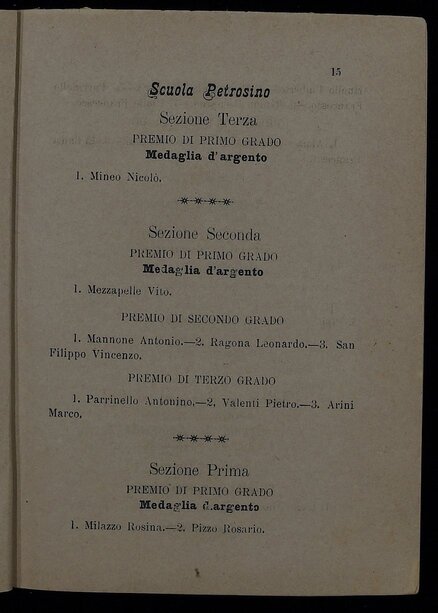 15
Scuola Petrosino
Sezione Terza
PREMIO DI PRIMO GRADO
Medaglia d'argento
1. Mineo Nicolò.
Sezione Seconda
PREMIO DI PRIMO GRADO
Medaglia d'argento
1. Mezzapelle Vito.
PREMIO DI SECONDO GRADO
1. Mannone Antonio.—2. Ragona Leonardo.—3. San
Filippo Vincenzo.
PREMIO DI TERZO GRADO
1. Parrinello Antonino.—2. Valenti Pietro.—3. Arini
Marco.
Sezione Prima
PREMIO DI PRIMO GRADO
Medaglia d.argento
1. Milazzo Rosina.—2. Pizzo Rosario.